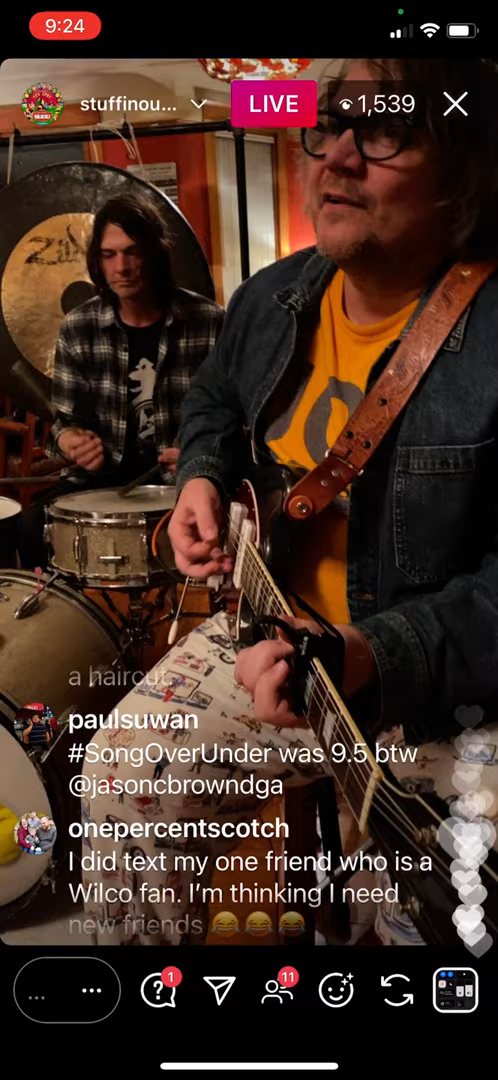 9:24
stuffinou...
LIVE
1,539
a haircut
paulsuwan
#SongOverUnder was 9.5 btw
@jasoncbrowndga
onepercentscotch
I did text my one friend who is a
Wilco fan. I'm thinking I need
new friends 😂😂😂
1
11